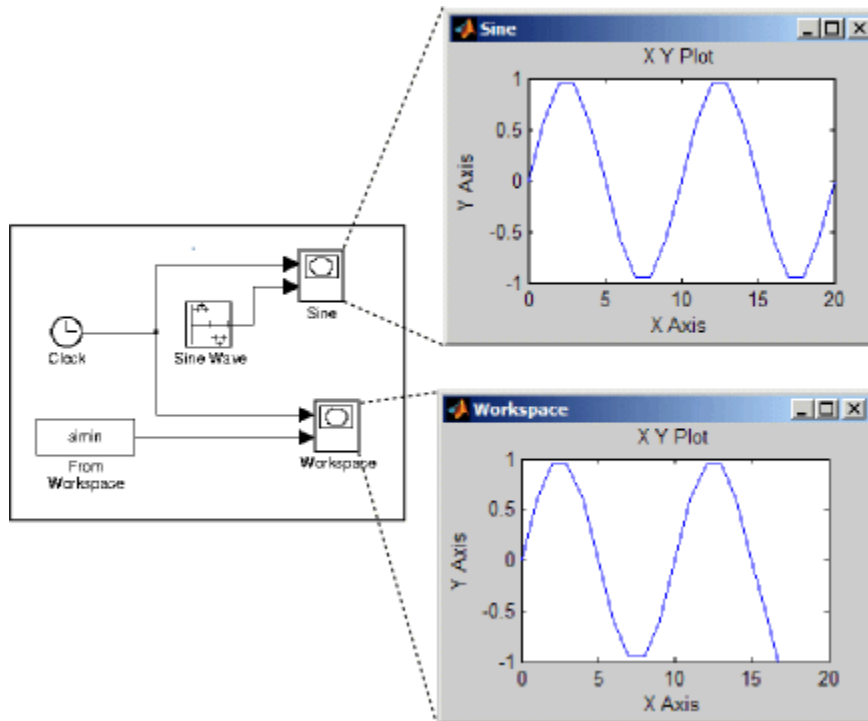 Sine
X Y Plot
1
0.5
0
-0.5
-1
Y Axis
0 5 10 15 20
X Axis
Clock
Sine Wave
Sine
simin
From
Workspace
Workspace
Workspace
X Y Plot
1
0.5
0
-0.5
-1
Y Axis
0 5 10 15 20
X Axis